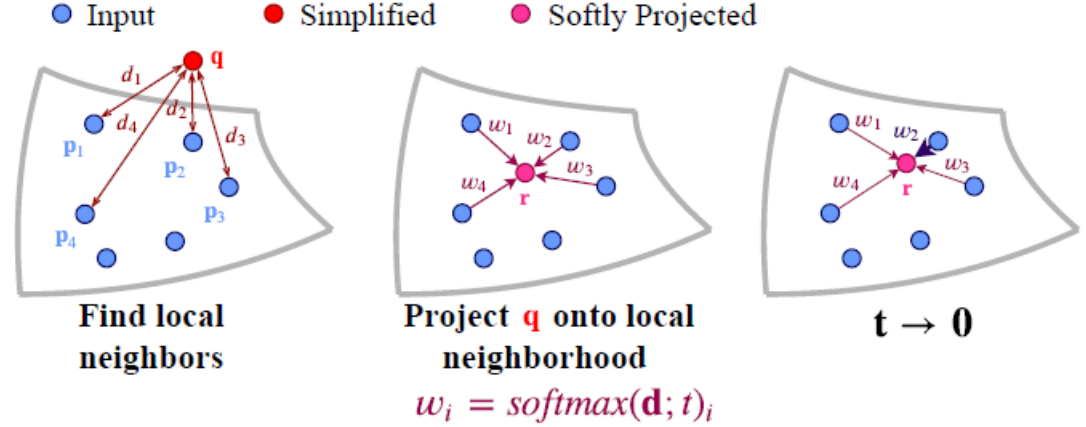 Input Simplified Softly Projected
q
d₁
d₂
d₃
d₄
p₁
p₂
p₃
p₄
Find local
neighbors
w₁
w₂
w₃
w₄
r
Project q onto local
neighborhood
wᵢ = softmax(d; t)ᵢ
w₁
w₂
w₃
w₄
r
t → 0